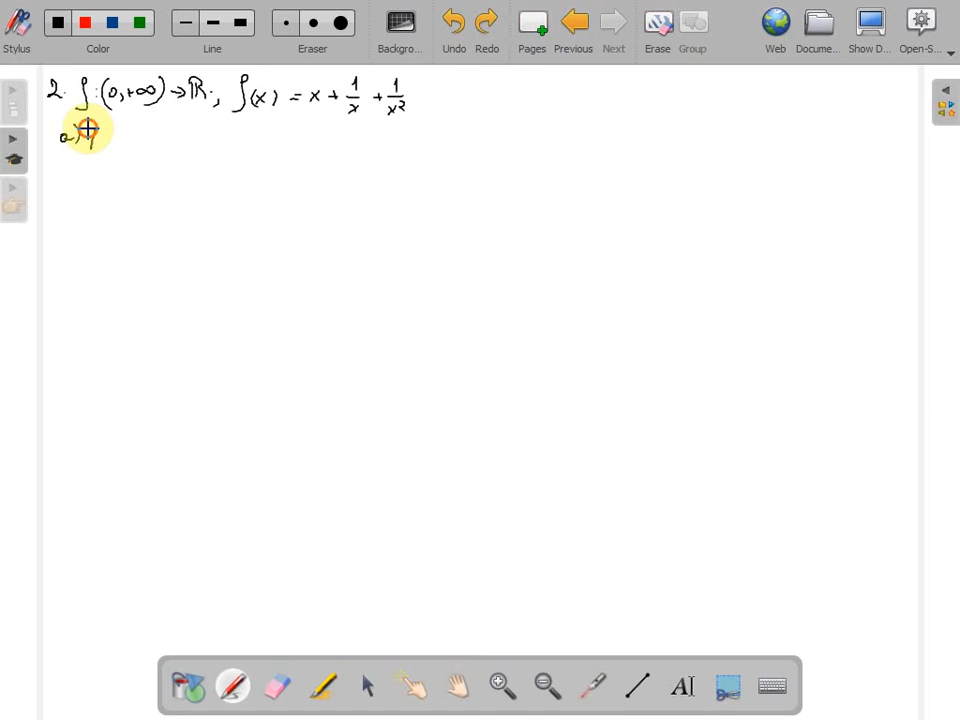 Stylus Color Line Eraser Backgro... Undo Redo Pages Previous Next Erase Group Web Docume... Show D... Open-S...
2. f:(0,+∞)→ℝ, f(x) = x + 1/x + 1/x²
a)
AI